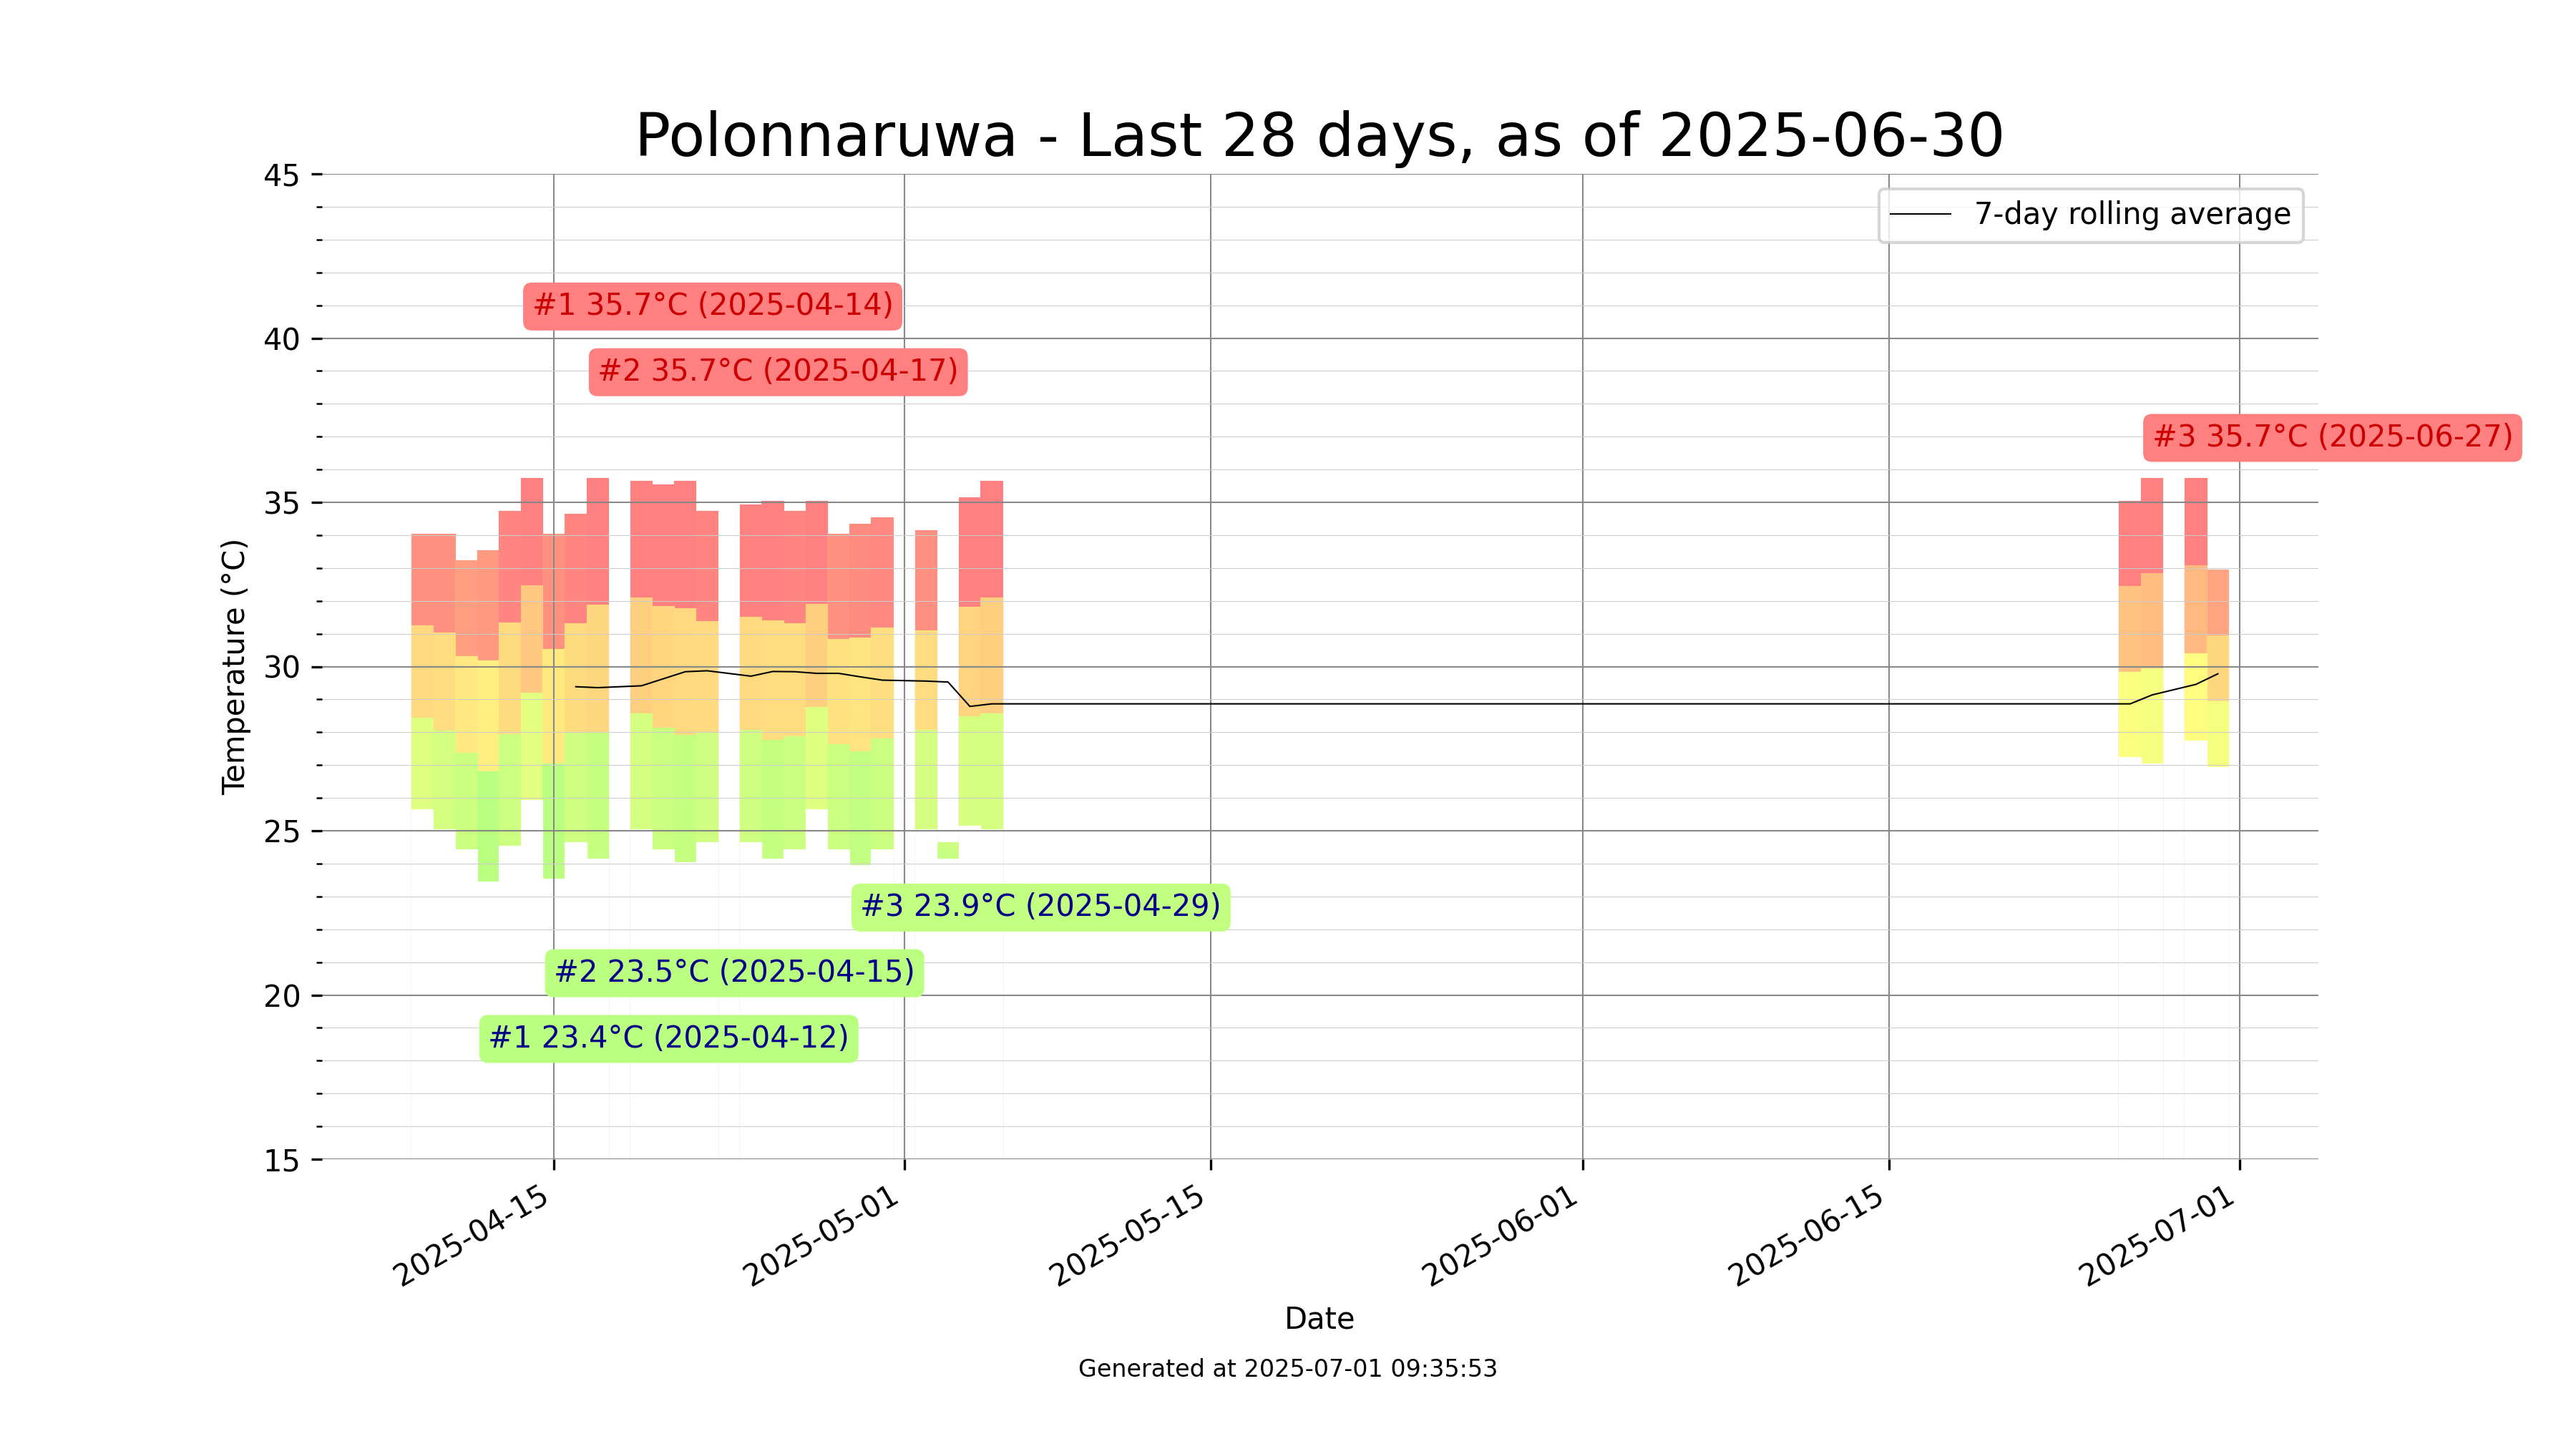 Polonnaruwa - Last 28 days, as of 2025-06-30
45
7-day rolling average
#1 35.7°C (2025-04-14)
40
#2 35.7°C (2025-04-17)
#3 35.7°C (2025-06-27)
35
30
Temperature (°C)
25
#3 23.9°C (2025-04-29)
#2 23.5°C (2025-04-15)
20
#1 23.4°C (2025-04-12)
15
2025-04-15
2025-05-01
2025-05-15
2025-06-01
2025-06-15
2025-07-01
Date
Generated at 2025-07-01 09:35:53